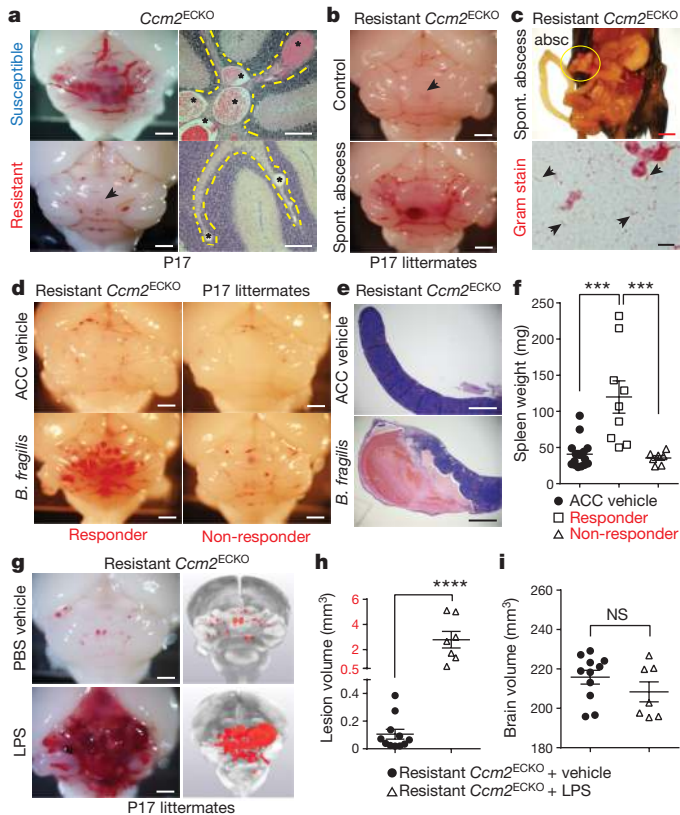 a
Ccm2ECKO
Susceptible
Resistant
P17
b
Resistant Ccm2ECKO
Control
Spont. abscess
P17 littermates
c
Resistant Ccm2ECKO
absc
Spont. abscess
Gram stain
d
Resistant Ccm2ECKO P17 littermates
ACC vehicle
B. fragilis
Responder Non-responder
e
Resistant Ccm2ECKO
ACC vehicle
B. fragilis
f
*** ***
Spleen weight (mg)
250
200
150
100
50
0
ACC vehicle
Responder
Non-responder
g
Resistant Ccm2ECKO
PBS vehicle
LPS
P17 littermates
h
****
Lesion volume (mm3)
6
4
2
0.5
0.2
0.1
0
i
NS
Brain volume (mm3)
260
240
220
200
180
Resistant Ccm2ECKO + vehicle
Resistant Ccm2ECKO + LPS